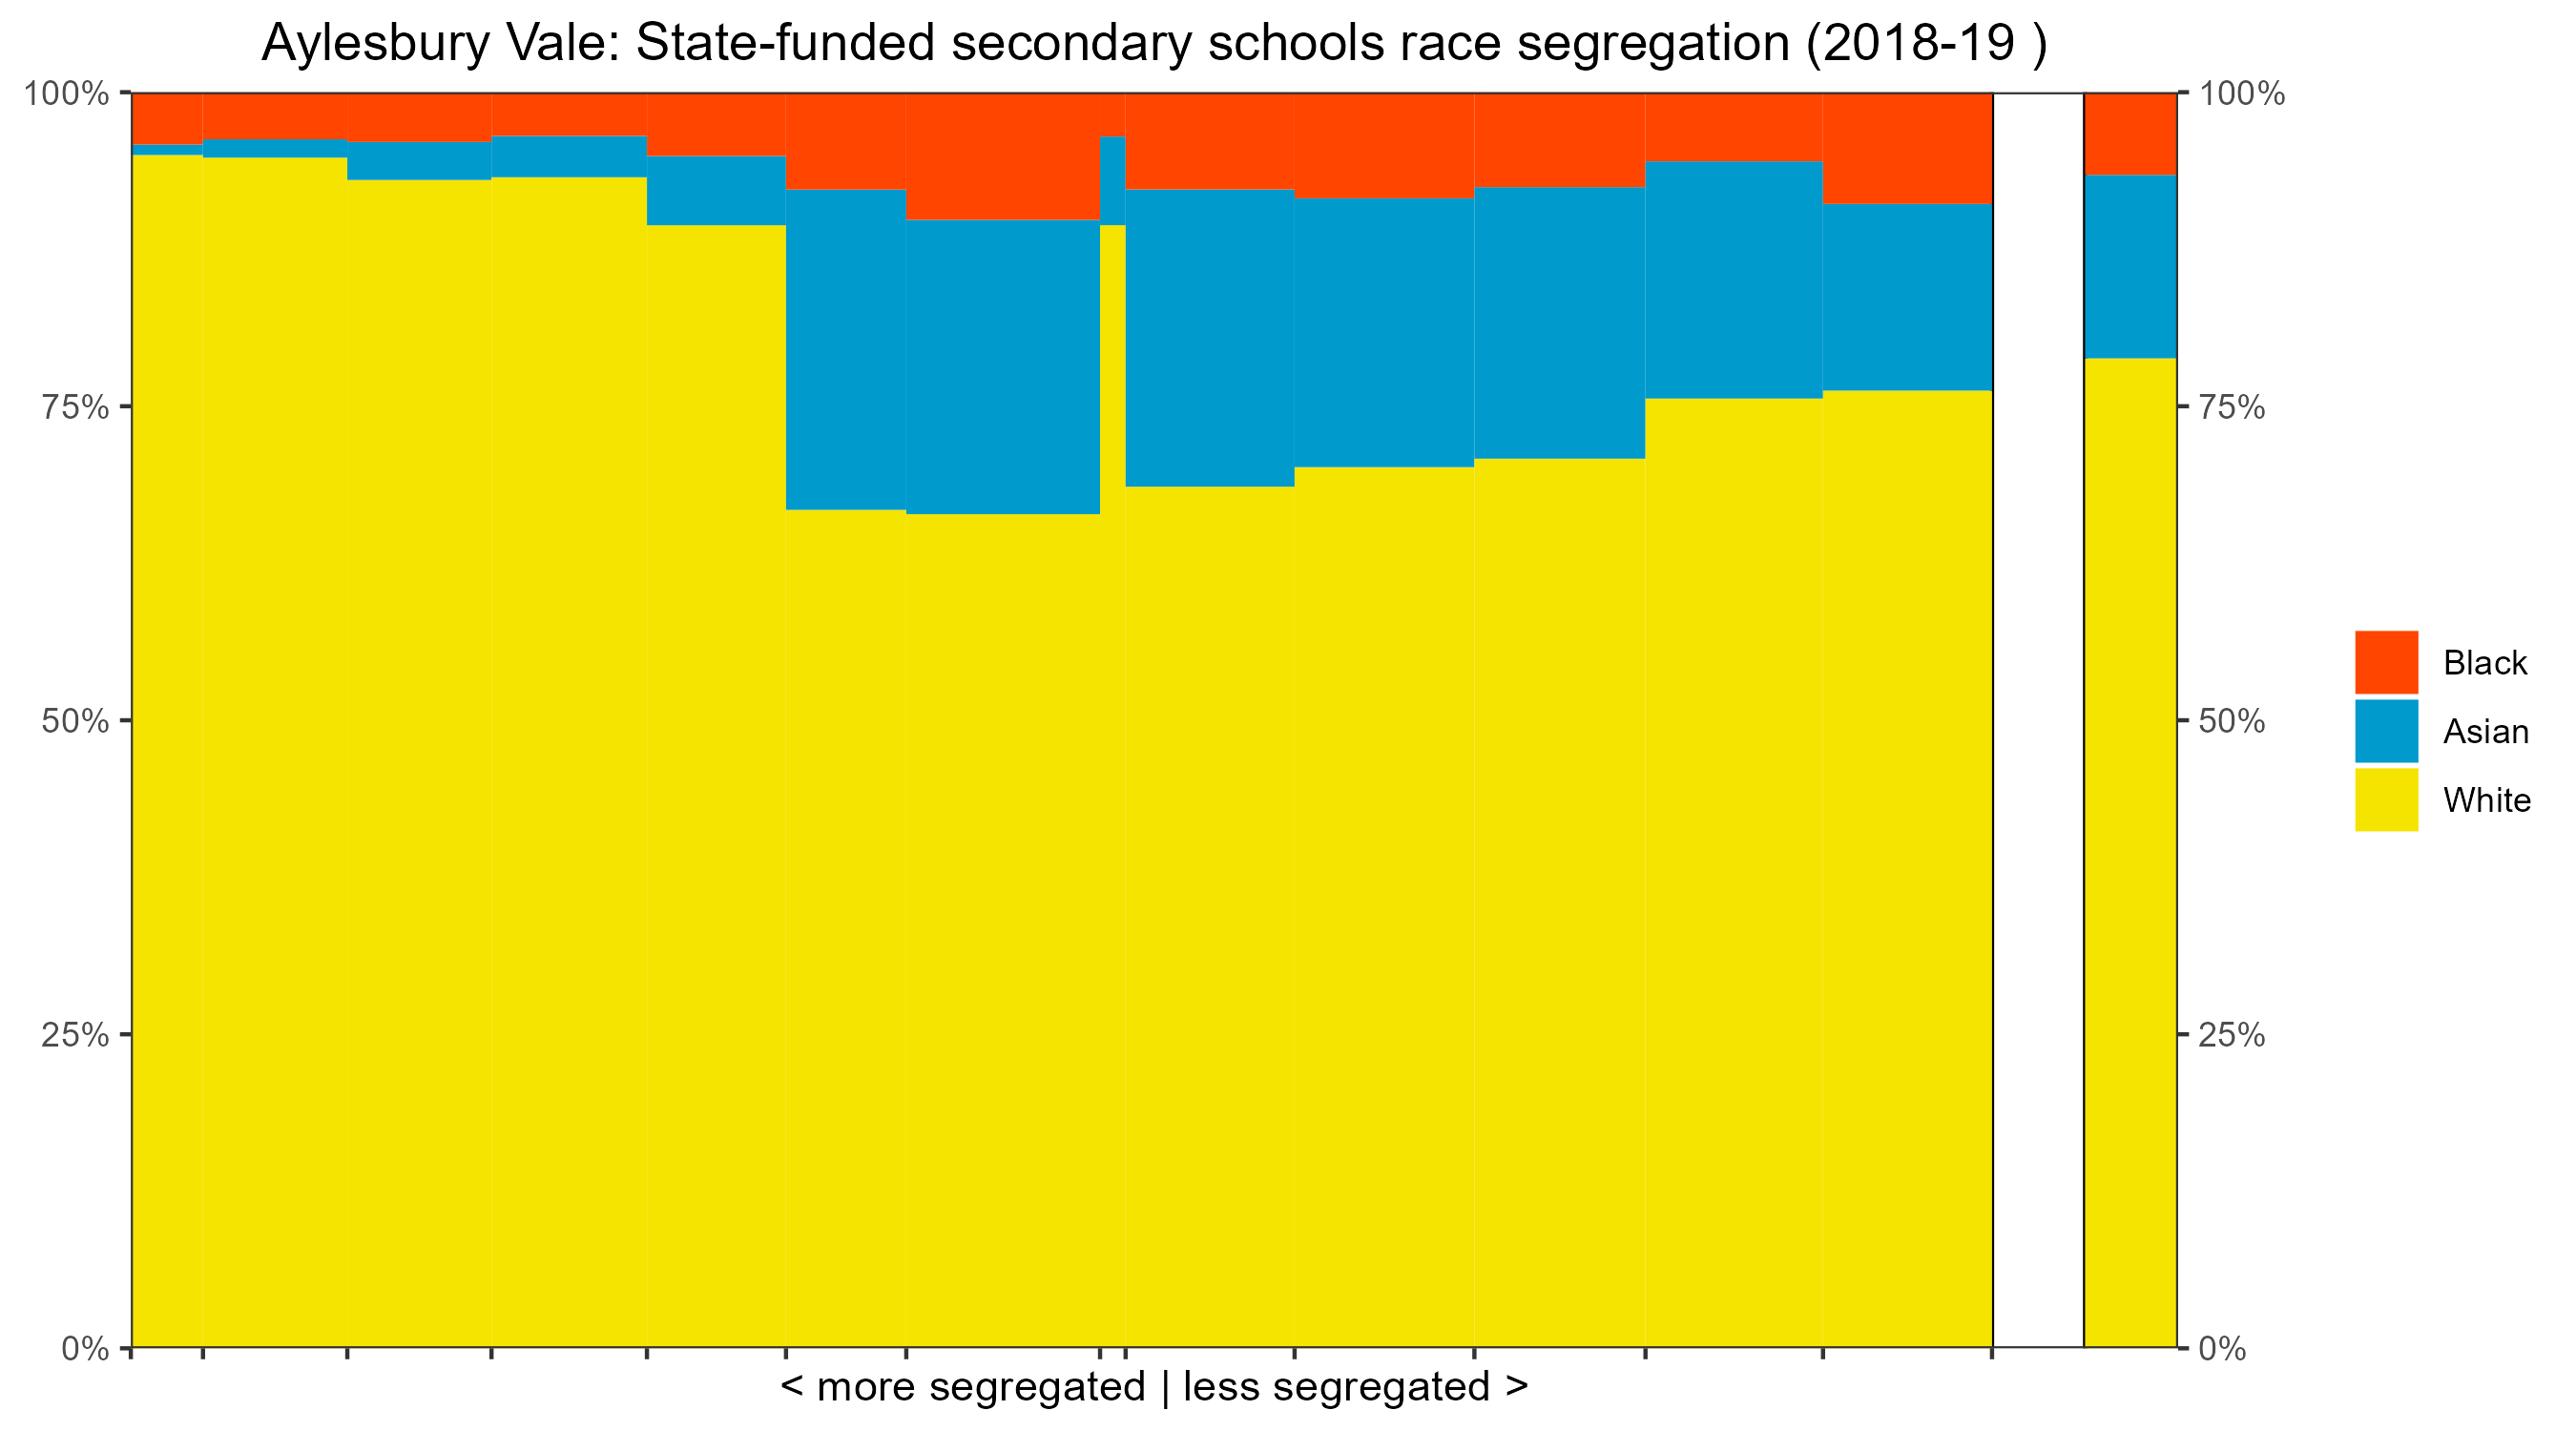 Aylesbury Vale: State-funded secondary schools race segregation (2018-19 )
100%
75%
50%
25%
0%
100%
75%
50%
25%
0%
Black
Asian
White
< more segregated | less segregated >